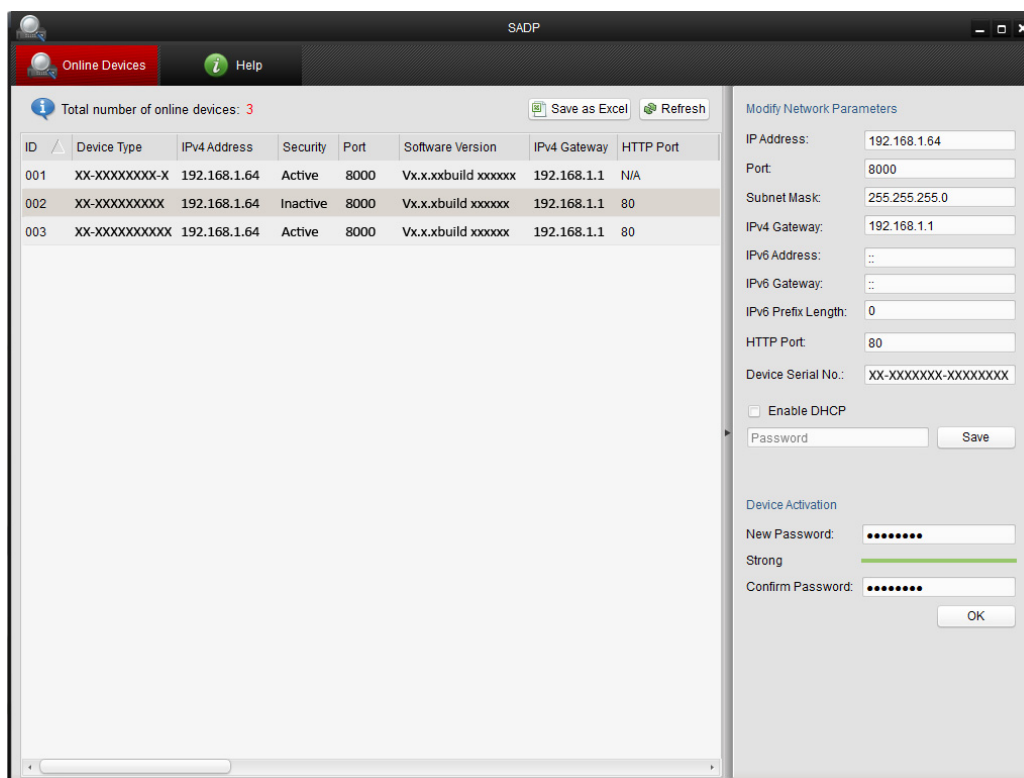 SADP
Online Devices
Help
Total number of online devices: 3
Save as Excel
Refresh
ID Device Type IPv4 Address Security Port Software Version IPv4 Gateway HTTP Port
001 XX-XXXXXXXX-X 192.168.1.64 Active 8000 Vx.x.xxbuild xxxxxx 192.168.1.1 N/A
002 XX-XXXXXXXXX 192.168.1.64 Inactive 8000 Vx.x.xbuild xxxxxx 192.168.1.1 80
003 XX-XXXXXXXXXX 192.168.1.64 Active 8000 Vx.x.xbuild xxxxxx 192.168.1.1 80
Modify Network Parameters
IP Address: 192.168.1.64
Port: 8000
Subnet Mask: 255.255.255.0
IPv4 Gateway: 192.168.1.1
IPv6 Address: ::
IPv6 Gateway: ::
IPv6 Prefix Length: 0
HTTP Port: 80
Device Serial No.: XX-XXXXXXX-XXXXXXXX
Enable DHCP
Password Save
Device Activation
New Password: ●●●●●●●●
Strong
Confirm Password: ●●●●●●●●
OK